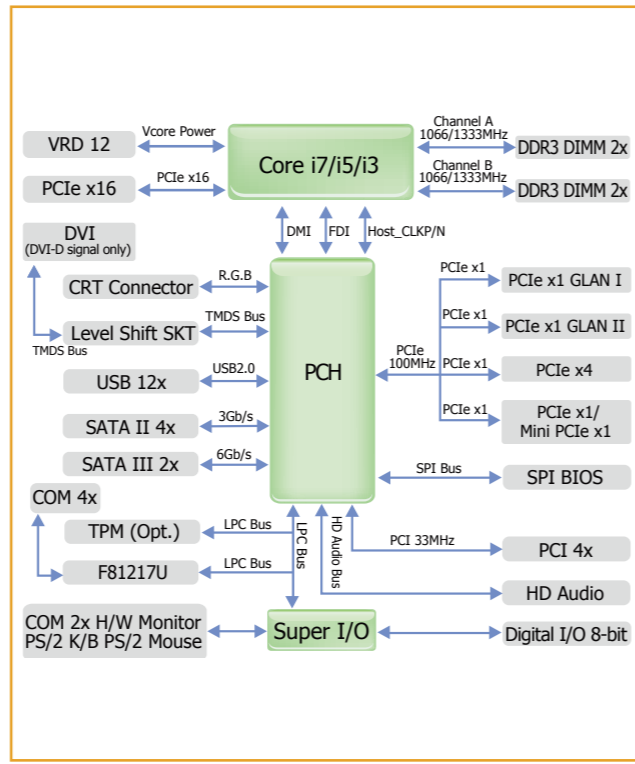 VRD 12
Vcore Power
Core i7/i5/i3
Channel A
1066/1333MHz
DDR3 DIMM 2x
PCIe x16
PCIe x16
Channel B
1066/1333MHz
DDR3 DIMM 2x
DMI
FDI
Host_CLKP/N
DVI
(DVI-D signal only)
CRT Connector
R.G.B
TMDS Bus
Level Shift SKT
TMDS Bus
USB 12x
USB2.0
SATA II 4x
3Gb/s
SATA III 2x
6Gb/s
PCH
PCIe
100MHz
PCIe x1
PCIe x1 GLAN I
PCIe x1
PCIe x1 GLAN II
PCIe x1
PCIe x4
PCIe x1
PCIe x1/
Mini PCIe x1
SPI Bus
SPI BIOS
COM 4x
TPM (Opt.)
LPC Bus
F81217U
LPC Bus
LPC Bus
HD Audio Bus
PCI 33MHz
PCI 4x
HD Audio
COM 2x H/W Monitor
PS/2 K/B PS/2 Mouse
Super I/O
Digital I/O 8-bit